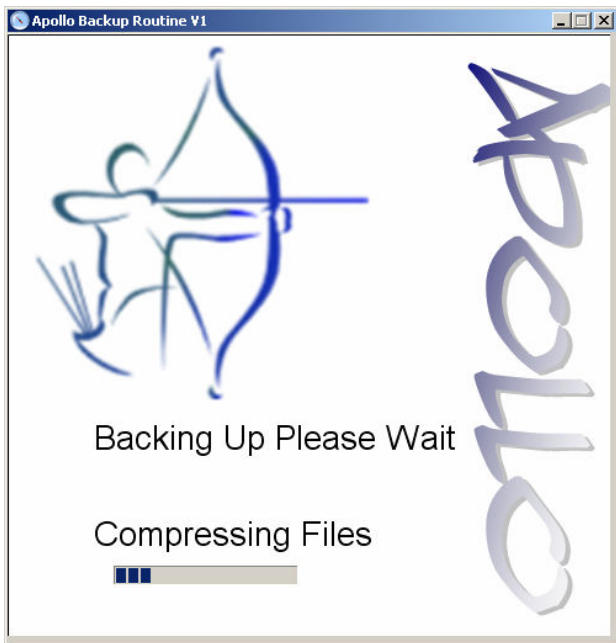 Apollo Backup Routine V1
Apollo
Backing Up Please Wait
Compressing Files